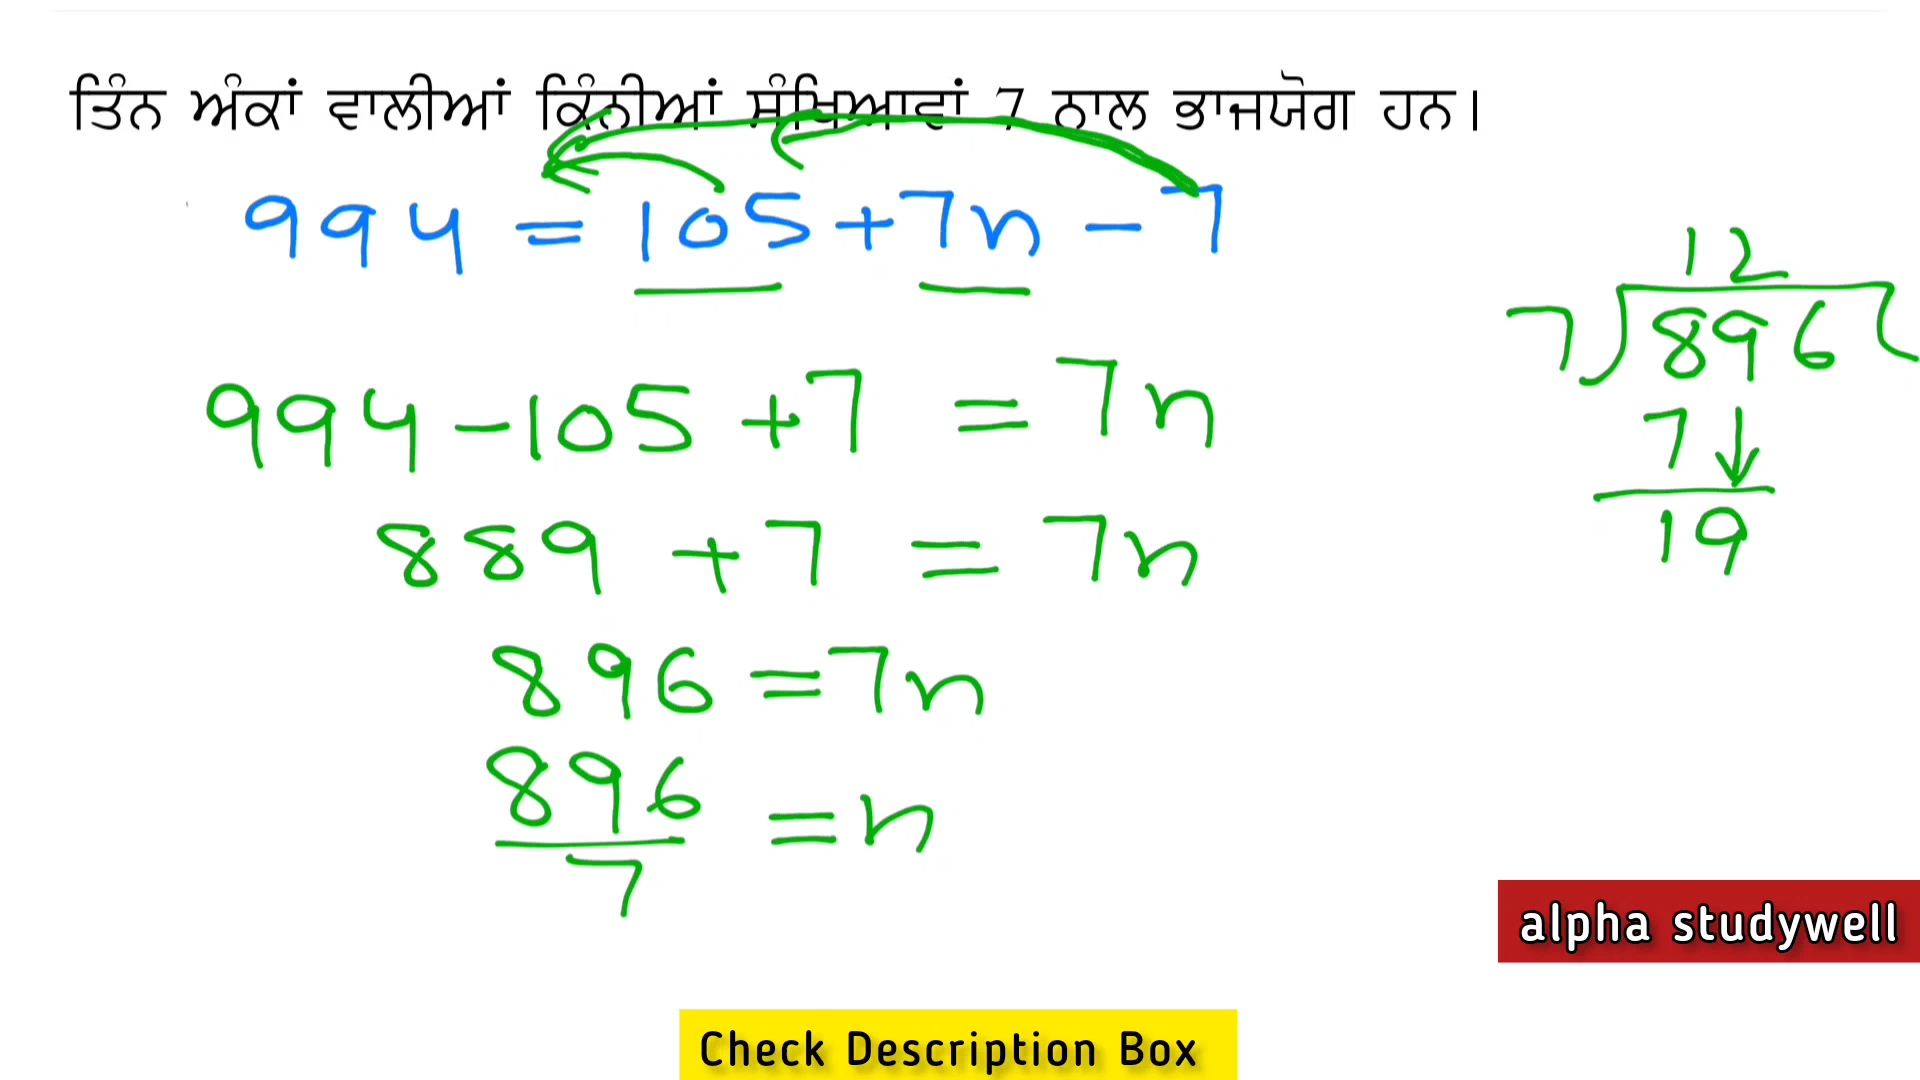 ਤਿੰਨ ਅੰਕਾਂ ਵਾਲੀਆਂ ਕਿੰਨੀਆਂ ਸੰਖਿਆਵਾਂ 7 ਨਾਲ ਭਾਜਯੋਗ ਹਨ।
994 = 105 + 7n - 7
994 - 105 + 7 = 7n
889 + 7 = 7n
896 = 7n
896
7
= n
12
7) 896 (
7↓
19
alpha studywell
Check Description Box